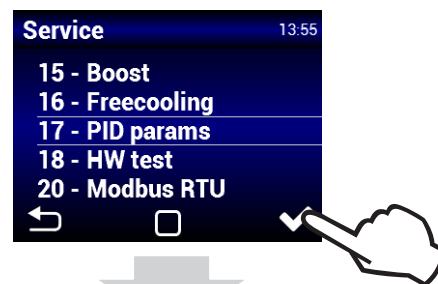 Service 13:55
15 - Boost
16 - Freecooling
17 - PID params
18 - HW test
20 - Modbus RTU